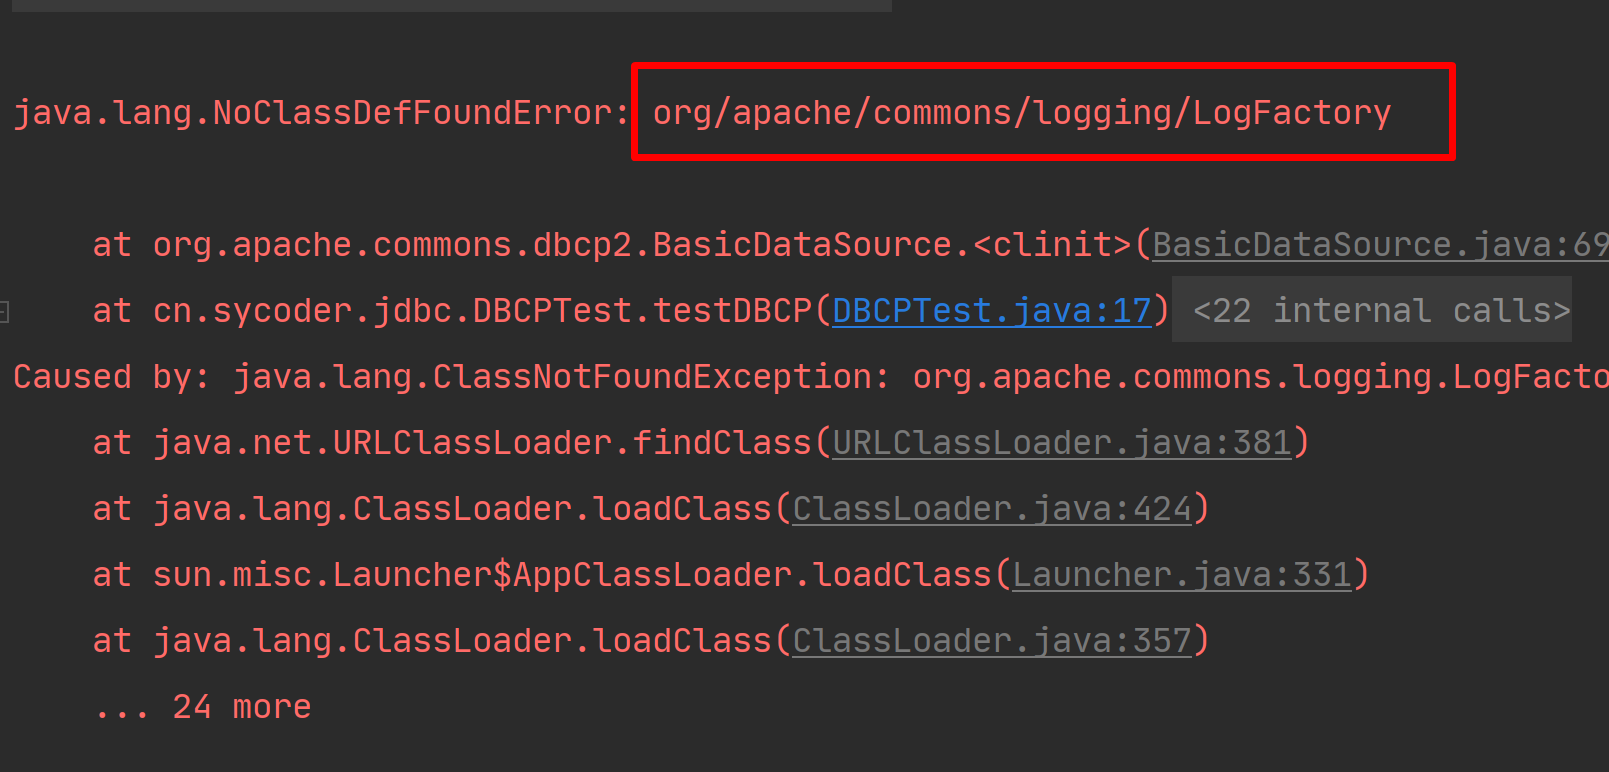 java.lang.NoClassDefFoundError: org/apache/commons/logging/LogFactory
at org.apache.commons.dbcp2.BasicDataSource.<clinit>(BasicDataSource.java:69
at cn.sycoder.jdbc.DBCPTest.testDBCP(DBCPTest.java:17) <22 internal calls>
Caused by: java.lang.ClassNotFoundException: org.apache.commons.logging.LogFacto
at java.net.URLClassLoader.findClass(URLClassLoader.java:381)
at java.lang.ClassLoader.loadClass(ClassLoader.java:424)
at sun.misc.Launcher$AppClassLoader.loadClass(Launcher.java:331)
at java.lang.ClassLoader.loadClass(ClassLoader.java:357)
... 24 more